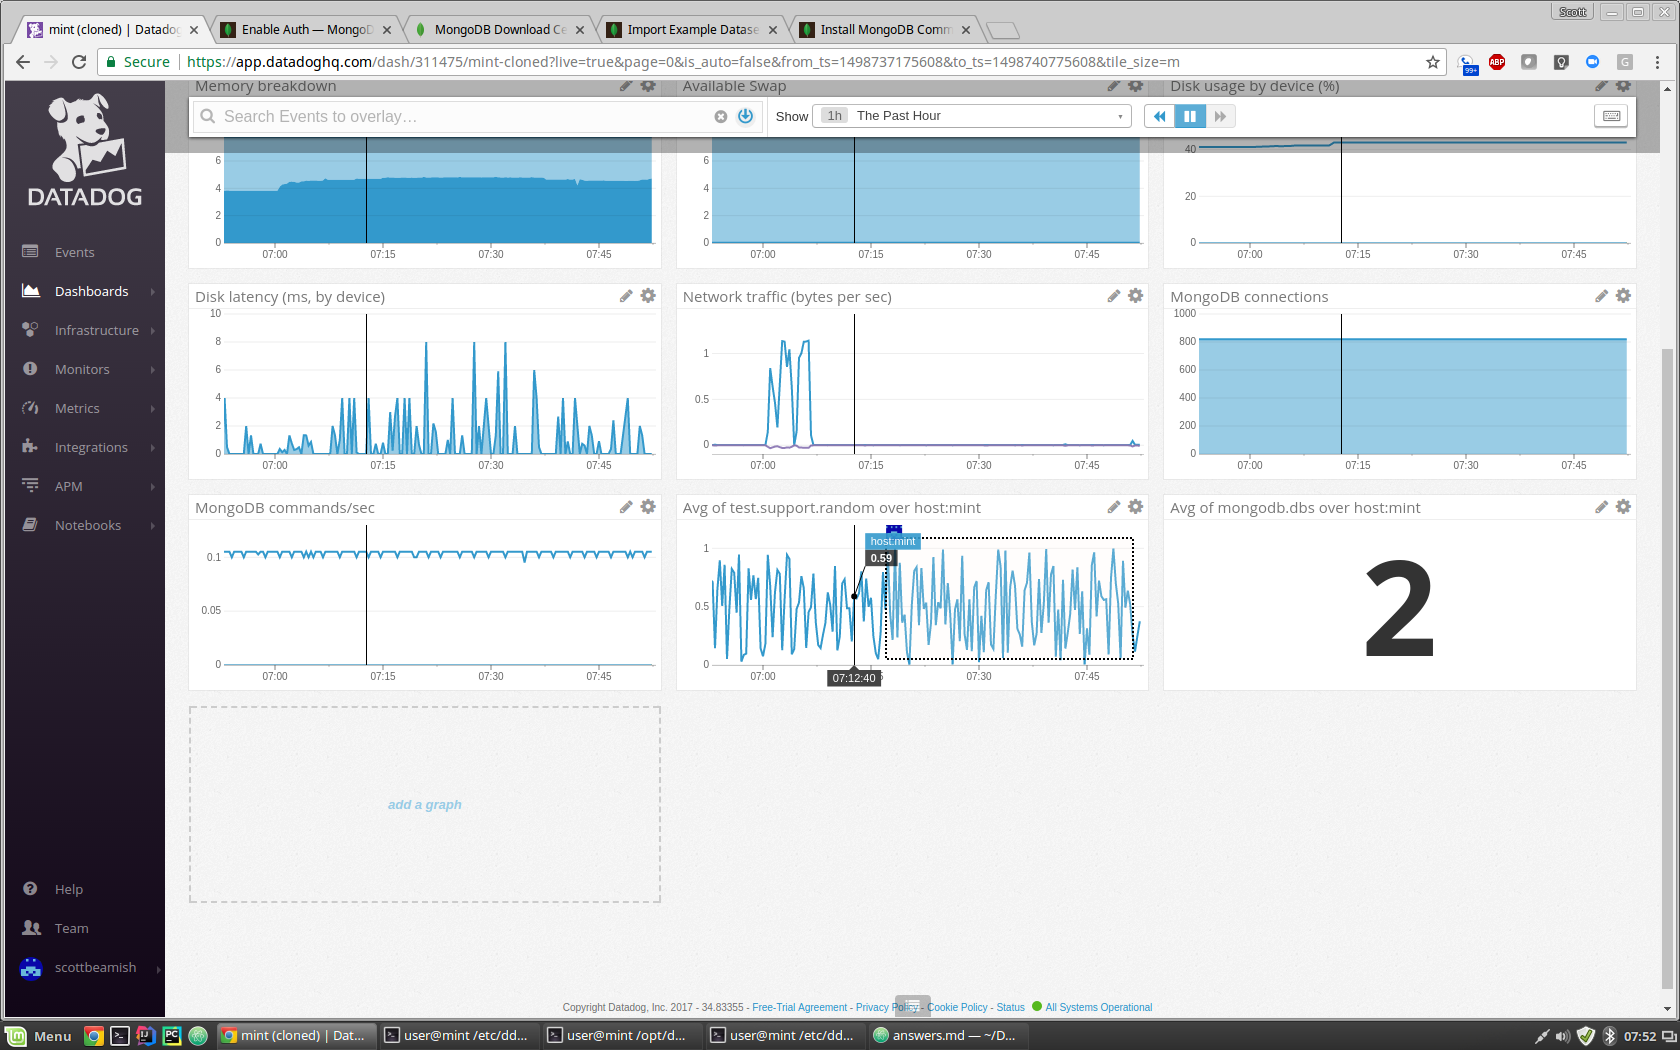 Scott
mint (cloned) | Datadog
Enable Auth — MongoD
MongoDB Download Ce
Import Example Datase
Install MongoDB Comm
Secure
https://app.datadoghq.com/dash/311475/mint-cloned?live=true&page=0&is_auto=false&from_ts=1498737175608&to_ts=1498740775608&tile_size=m
99+
ABP
G
DATADOG
Events
Dashboards
Infrastructure
Monitors
Metrics
Integrations
APM
Notebooks
Help
Team
scottbeamish
Memory breakdown
Available Swap
Disk usage by device (%)
Search Events to overlay…
Show
1h The Past Hour
6
4
2
0
07:00 07:15 07:30 07:45
6
4
2
0
07:00 07:15 07:30 07:45
40
20
0
07:00 07:15 07:30 07:45
Disk latency (ms, by device)
10
8
6
4
2
0
07:00 07:15 07:30 07:45
Network traffic (bytes per sec)
1
0.5
0
07:00 07:15 07:30 07:45
MongoDB connections
1000
800
600
400
200
0
07:00 07:15 07:30 07:45
MongoDB commands/sec
0.1
0.05
0
07:00 07:15 07:30 07:45
Avg of test.support.random over host:mint
host:mint
0.59
1
0.5
0
07:00 07:12:40 5 07:30 07:45
Avg of mongodb.dbs over host:mint
2
add a graph
Copyright Datadog, Inc. 2017 - 34.83355 - Free-Trial Agreement - Privacy Policy - Cookie Policy - Status All Systems Operational
Menu
mint (cloned) | Dat...
user@mint /etc/dd...
user@mint /opt/d...
user@mint /etc/dd...
answers.md — ~/D...
07:52